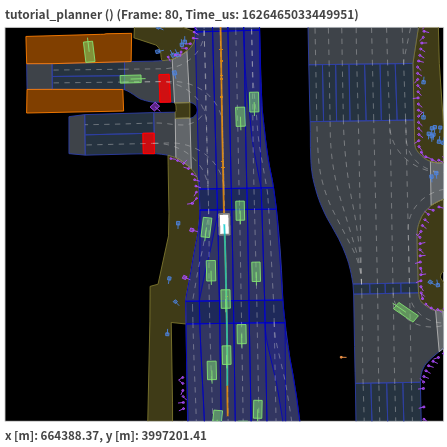 tutorial_planner () (Frame: 80, Time_us: 1626465033449951)
x [m]: 664388.37, y [m]: 3997201.41